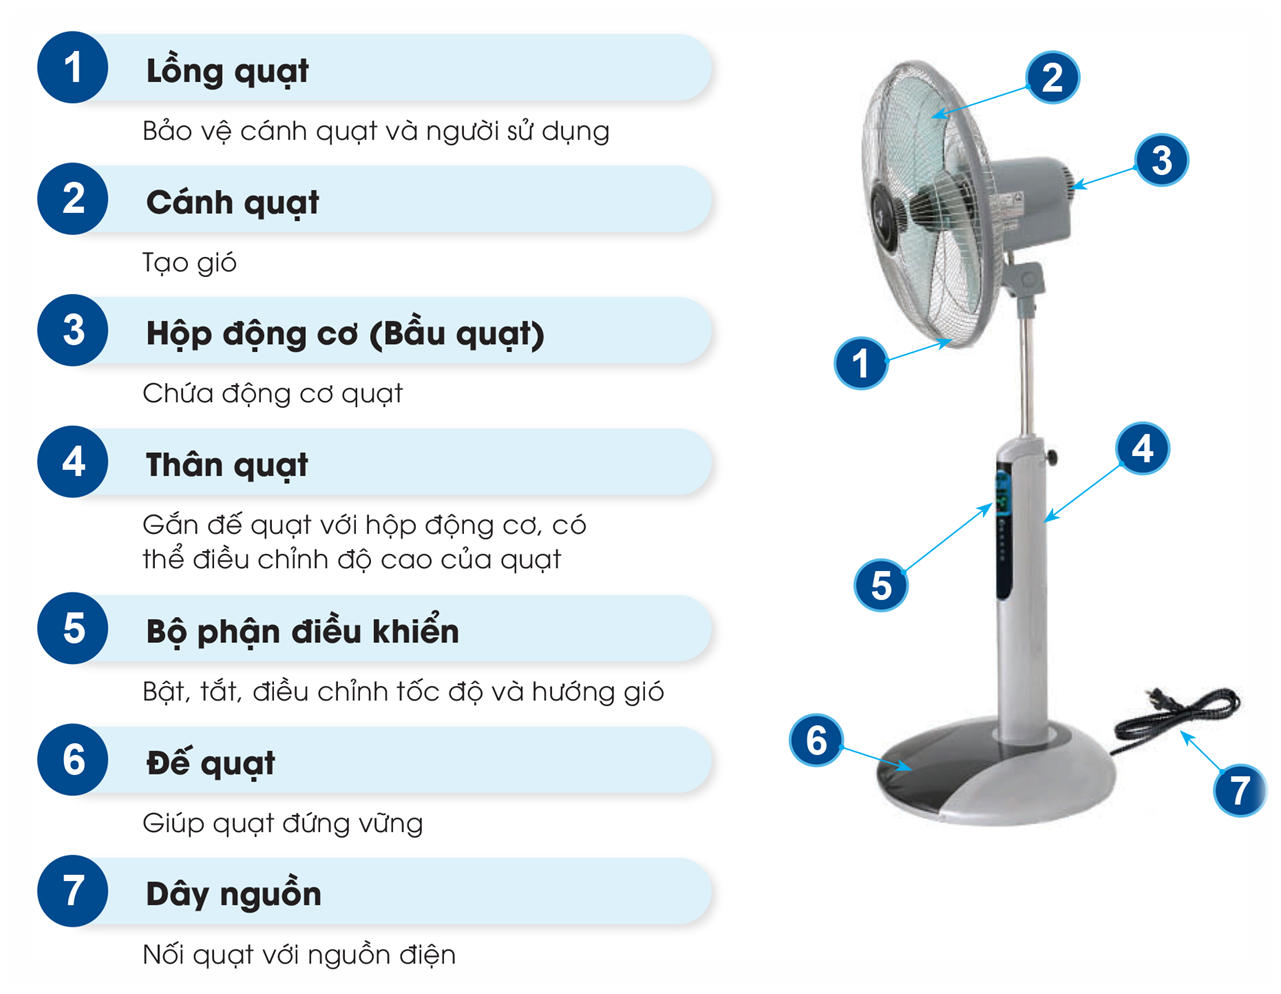 1 Lồng quạt
Bảo vệ cánh quạt và người sử dụng
2 Cánh quạt
Tạo gió
3 Hộp động cơ (Bầu quạt)
Chứa động cơ quạt
4 Thân quạt
Gắn đế quạt với hộp động cơ, có
thể điều chỉnh độ cao của quạt
5 Bộ phận điều khiển
Bật, tắt, điều chỉnh tốc độ và hướng gió
6 Đế quạt
Giúp quạt đứng vững
7 Dây nguồn
Nối quạt với nguồn điện
2
3
1
4
5
6
7